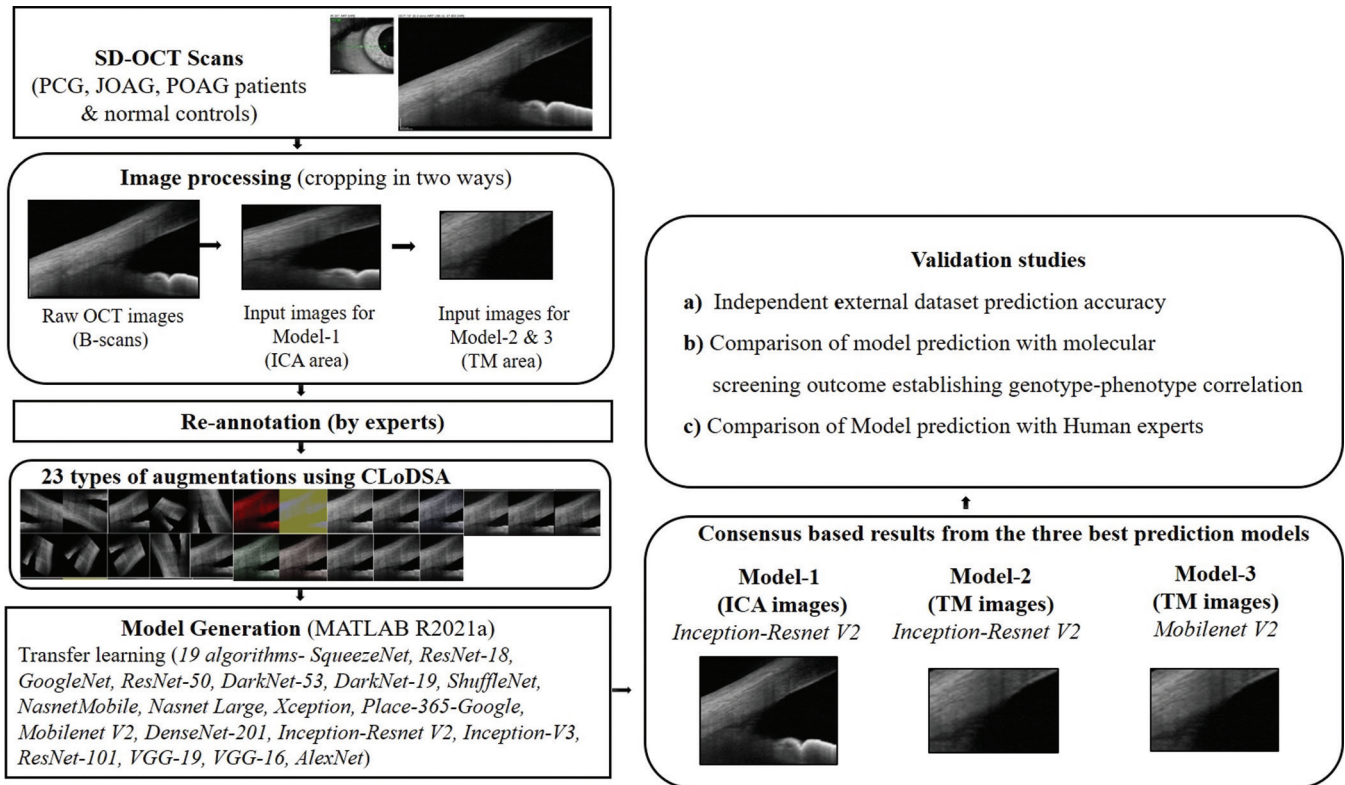 SD-OCT Scans
(PCG, JOAG, POAG patients
& normal controls)
Image processing (cropping in two ways)
Raw OCT images
(B-scans)
Input images for
Model-1
(ICA area)
Input images for
Model-2 & 3
(TM area)
Re-annotation (by experts)
23 types of augmentations using CLoDSA
Model Generation (MATLAB R2021a)
Transfer learning (19 algorithms- SqueezeNet, ResNet-18,
GoogleNet, ResNet-50, DarkNet-53, DarkNet-19, ShuffleNet,
NasnetMobile, Nasnet Large, Xception, Place-365-Google,
Mobilenet V2, DenseNet-201, Inception-Resnet V2, Inception-V3,
ResNet-101, VGG-19, VGG-16, AlexNet)
Consensus based results from the three best prediction models
Model-1
(ICA images)
Inception-Resnet V2
Model-2
(TM images)
Inception-Resnet V2
Model-3
(TM images)
Mobilenet V2
Validation studies
a) Independent external dataset prediction accuracy
b) Comparison of model prediction with molecular
screening outcome establishing genotype-phenotype correlation
c) Comparison of Model prediction with Human experts